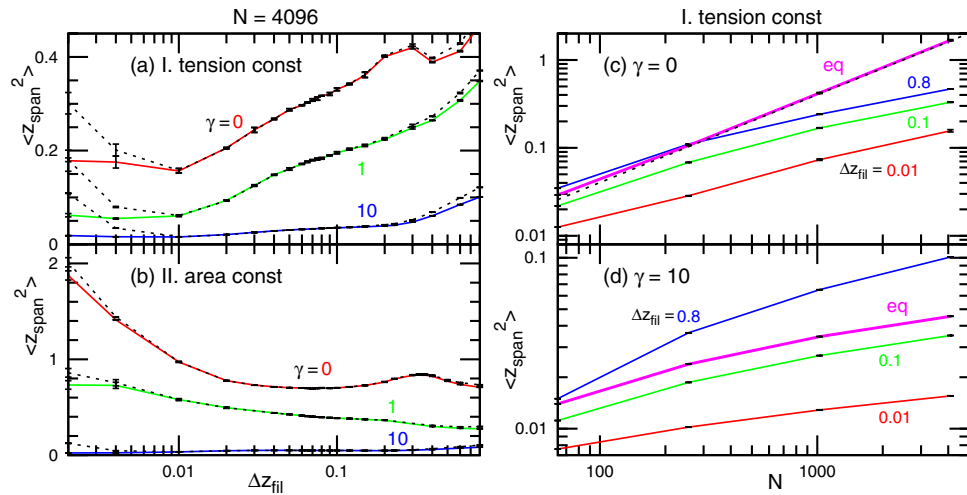 N = 4096
I. tension const
<z_span^2>
0.4
0.2
0
(a) I. tension const
γ = 0
1
10
<z_span^2>
2
1
0
(b) II. area const
γ = 0
1
10
0.01
0.1
Δz_fil
<z_span^2>
1
0.1
0.01
(c) γ = 0
eq
0.8
0.1
Δz_fil = 0.01
<z_span^2>
0.1
0.01
(d) γ = 10
Δz_fil = 0.8
eq
0.1
0.01
100
1000
N